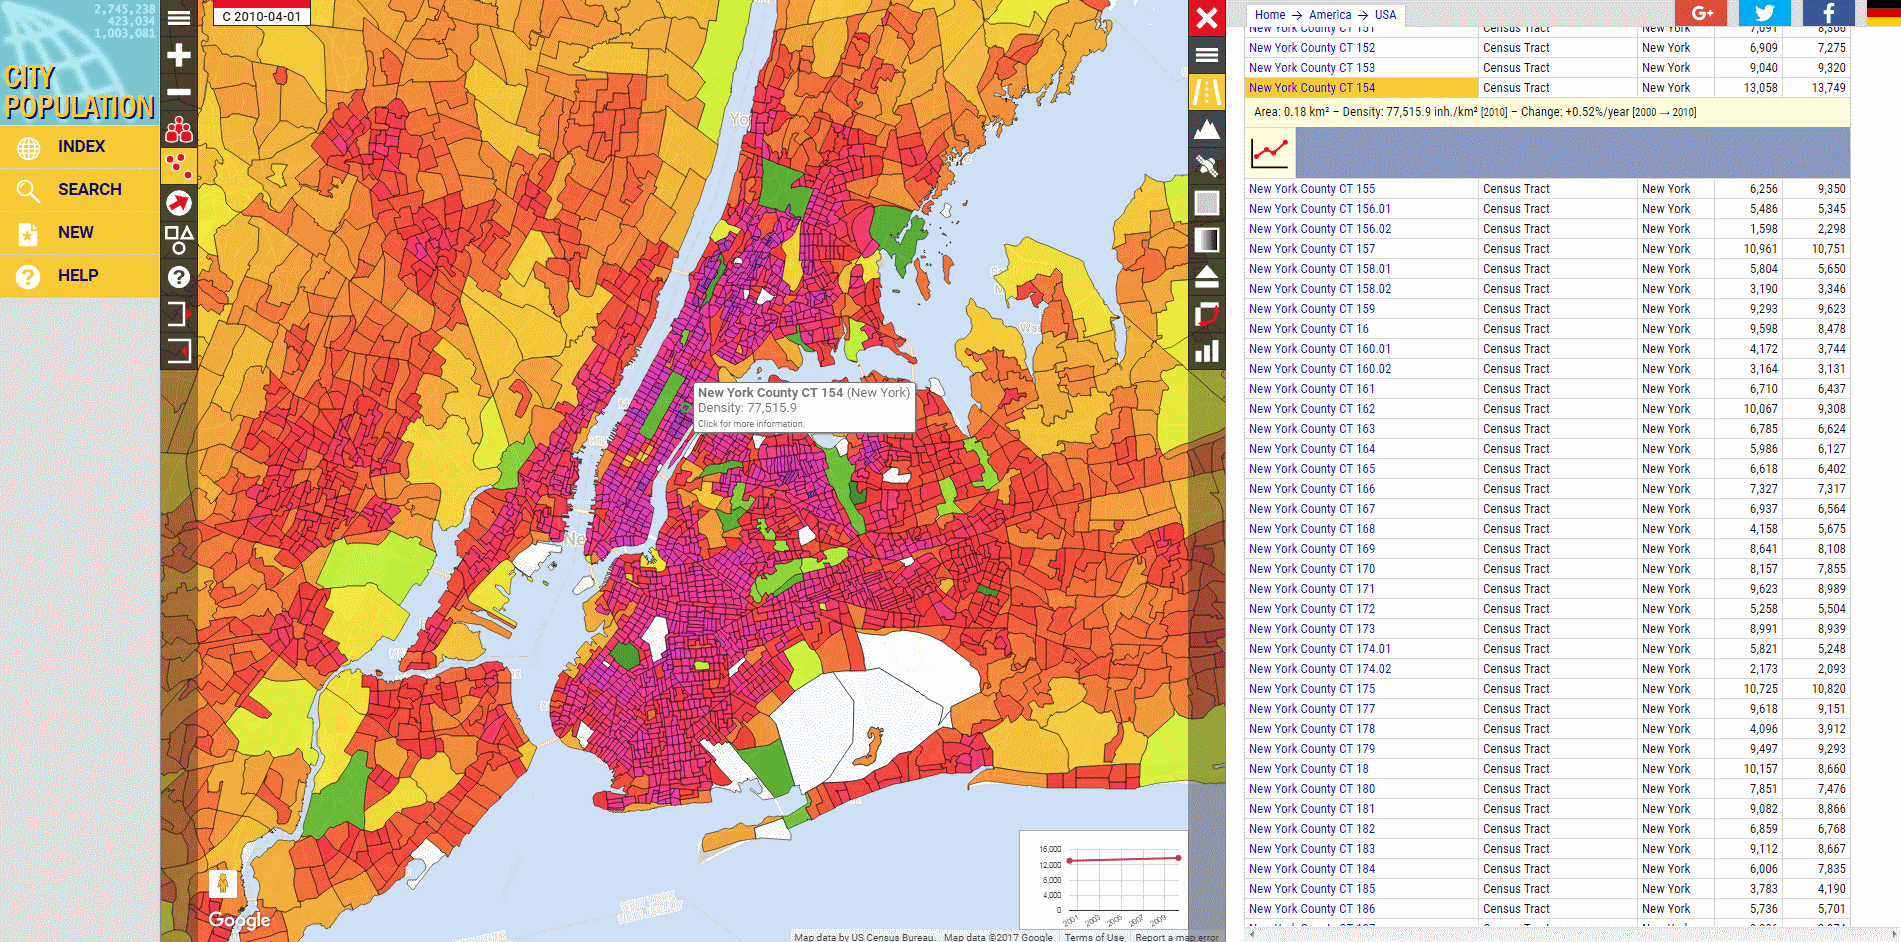 2,745,238
423,034
1,003,081
CITY
POPULATION
INDEX
SEARCH
NEW
HELP
C 2010-04-01
Yo
New York County CT 154 (New York)
Density: 77,515.9
Click for more information.
Ne
16,000
12,000
8,000
4,000
0
2001 2003 2005 2007 2009
Google
Map data by US Census Bureau. Map data ©2017 Google Terms of Use Report a map error
Home → America → USA
G+ f
New York County CT 151 Census Tract New York 7,091 8,306
New York County CT 152 Census Tract New York 6,909 7,275
New York County CT 153 Census Tract New York 9,040 9,320
New York County CT 154 Census Tract New York 13,058 13,749
Area: 0.18 km² – Density: 77,515.9 inh./km² [2010] – Change: +0.52%/year [2000 → 2010]
New York County CT 155 Census Tract New York 6,256 9,350
New York County CT 156.01 Census Tract New York 5,486 5,345
New York County CT 156.02 Census Tract New York 1,598 2,298
New York County CT 157 Census Tract New York 10,961 10,751
New York County CT 158.01 Census Tract New York 5,804 5,650
New York County CT 158.02 Census Tract New York 3,190 3,346
New York County CT 159 Census Tract New York 9,293 9,623
New York County CT 16 Census Tract New York 9,598 8,478
New York County CT 160.01 Census Tract New York 4,172 3,744
New York County CT 160.02 Census Tract New York 3,164 3,131
New York County CT 161 Census Tract New York 6,710 6,437
New York County CT 162 Census Tract New York 10,067 9,308
New York County CT 163 Census Tract New York 6,785 6,624
New York County CT 164 Census Tract New York 5,986 6,127
New York County CT 165 Census Tract New York 6,618 6,402
New York County CT 166 Census Tract New York 7,327 7,317
New York County CT 167 Census Tract New York 6,937 6,564
New York County CT 168 Census Tract New York 4,158 5,675
New York County CT 169 Census Tract New York 8,641 8,108
New York County CT 170 Census Tract New York 8,157 7,855
New York County CT 171 Census Tract New York 9,623 8,989
New York County CT 172 Census Tract New York 5,258 5,504
New York County CT 173 Census Tract New York 8,991 8,939
New York County CT 174.01 Census Tract New York 5,821 5,248
New York County CT 174.02 Census Tract New York 2,173 2,093
New York County CT 175 Census Tract New York 10,725 10,820
New York County CT 177 Census Tract New York 9,618 9,151
New York County CT 178 Census Tract New York 4,096 3,912
New York County CT 179 Census Tract New York 9,497 9,293
New York County CT 18 Census Tract New York 10,157 8,660
New York County CT 180 Census Tract New York 7,851 7,476
New York County CT 181 Census Tract New York 9,082 8,866
New York County CT 182 Census Tract New York 6,859 6,768
New York County CT 183 Census Tract New York 9,112 8,667
New York County CT 184 Census Tract New York 6,006 7,835
New York County CT 185 Census Tract New York 3,783 4,190
New York County CT 186 Census Tract New York 5,736 5,701